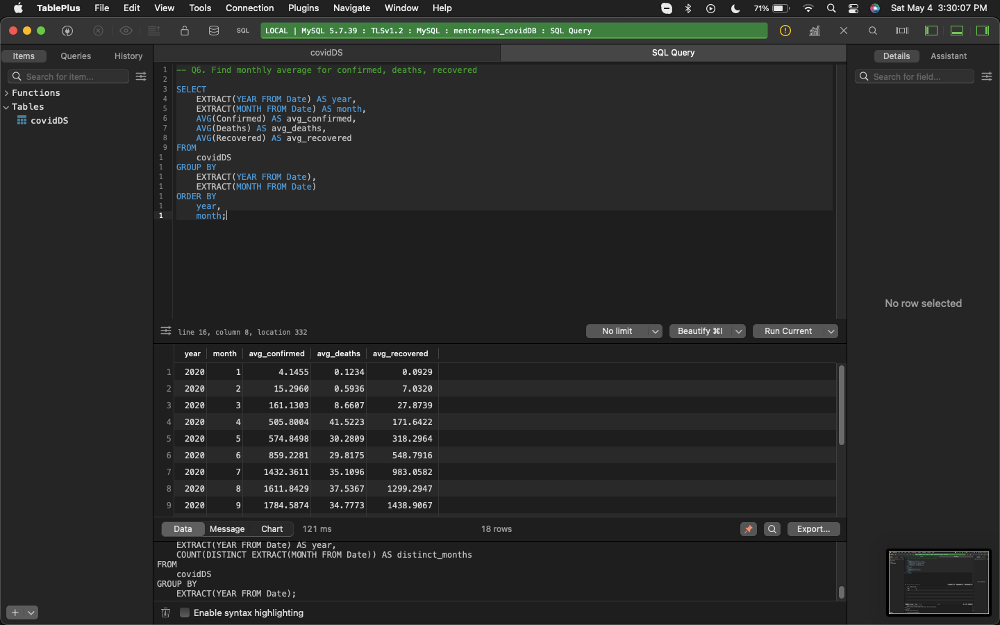 TablePlus File Edit View Tools Connection Plugins Navigate Window Help 71% Sat May 4 3:30:07 PM
SQL LOCAL | MySQL 5.7.39 : TLSv1.2 : MySQL : mentorness_covidDB : SQL Query
Items Queries History covidDS SQL Query Details Assistant
Search for item... Search for field...
Functions
Tables
covidDS
1 -- Q6. Find monthly average for confirmed, deaths, recovered
2
3 SELECT
4 EXTRACT(YEAR FROM Date) AS year,
5 EXTRACT(MONTH FROM Date) AS month,
6 AVG(Confirmed) AS avg_confirmed,
7 AVG(Deaths) AS avg_deaths,
8 AVG(Recovered) AS avg_recovered
9 FROM
1 covidDS
1 GROUP BY
1 EXTRACT(YEAR FROM Date),
1 EXTRACT(MONTH FROM Date)
1 ORDER BY
1 year,
1 month;
No row selected
line 16, column 8, location 332 No limit Beautify ⌘I Run Current
year month avg_confirmed avg_deaths avg_recovered
1 2020 1 4.1455 0.1234 0.0929
2 2020 2 15.2960 0.5936 7.0320
3 2020 3 161.1303 8.6607 27.8739
4 2020 4 505.8004 41.5223 171.6422
5 2020 5 574.8498 30.2809 318.2964
6 2020 6 859.2281 29.8175 548.7916
7 2020 7 1432.3611 35.1096 983.0582
8 2020 8 1611.8429 37.5367 1299.2947
9 2020 9 1784.5874 34.7773 1438.9067
Data Message Chart 121 ms 18 rows Export...
EXTRACT(YEAR FROM Date) AS year,
COUNT(DISTINCT EXTRACT(MONTH FROM Date)) AS distinct_months
FROM
covidDS
GROUP BY
EXTRACT(YEAR FROM Date);
Enable syntax highlighting